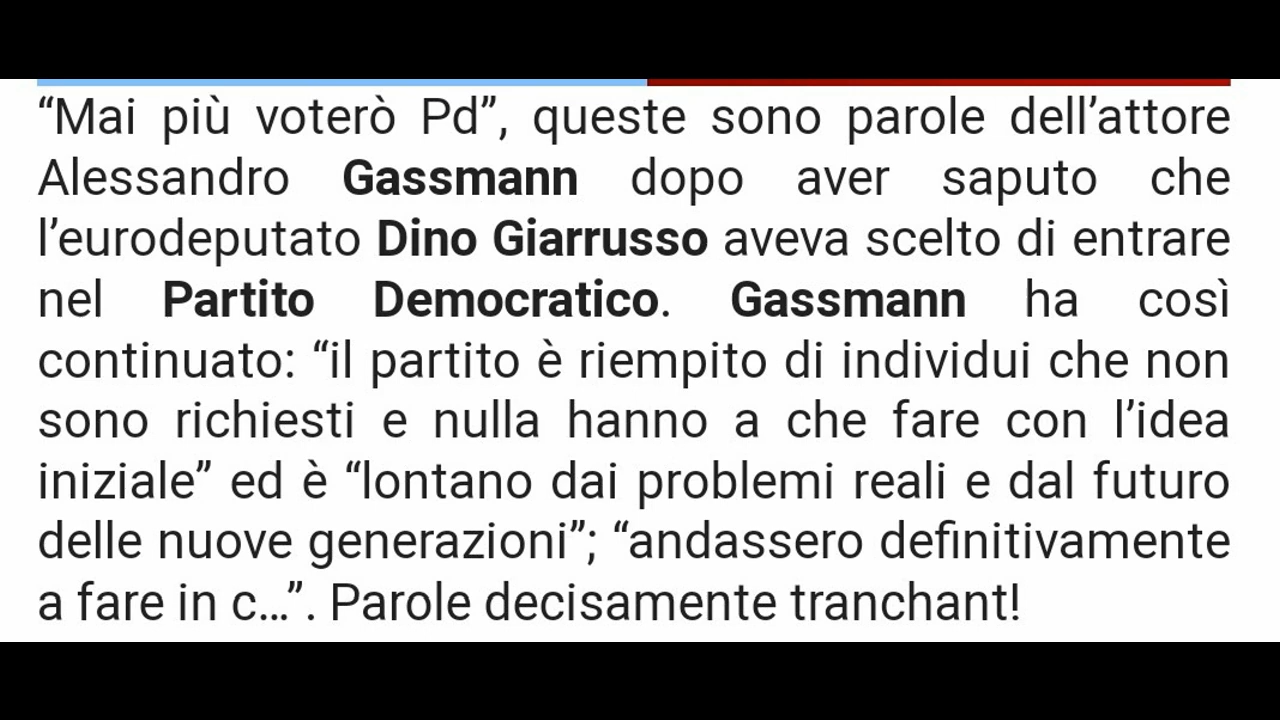 “Mai più voterò Pd”, queste sono parole dell’attore
Alessandro Gassmann dopo aver saputo che
l’eurodeputato Dino Giarrusso aveva scelto di entrare
nel Partito Democratico. Gassmann ha così
continuato: “il partito è riempito di individui che non
sono richiesti e nulla hanno a che fare con l’idea
iniziale” ed è “lontano dai problemi reali e dal futuro
delle nuove generazioni”; “andassero definitivamente
a fare in c…”. Parole decisamente tranchant!